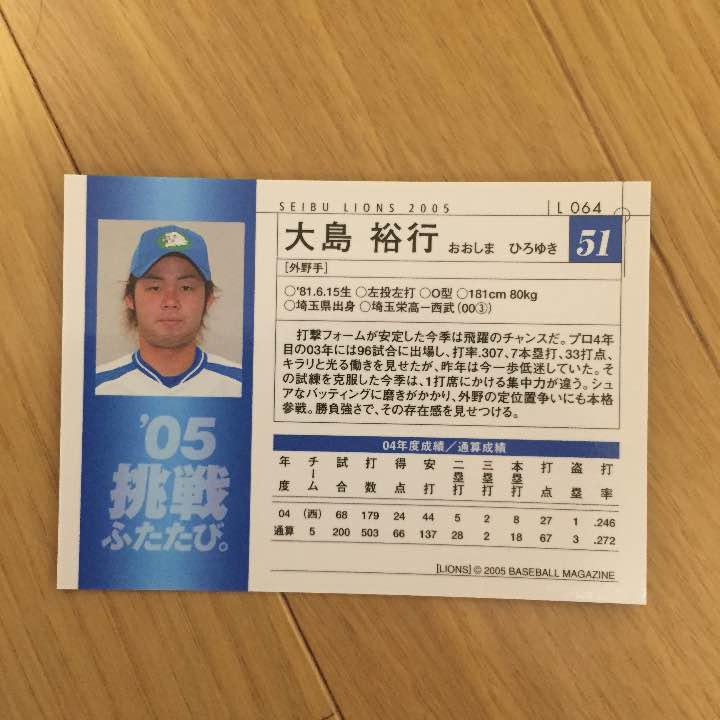 SEIBU LIONS 2005
L 064
大島 裕行 おおしま ひろゆき 51
[外野手]
○'81.6.15生 ○左投左打 ○O型 ○181cm 80kg
○埼玉県出身 ○埼玉栄高ー西武(00③)
打撃フォームが安定した今季は飛躍のチャンスだ。プロ4年
目の03年には96試合に出場し、打率.307、7本塁打、33打点、
キラリと光る働きを見せたが、昨年は今一歩低迷していた。そ
の試練を克服した今季は、1打席にかける集中力が違う。シュ
アなバッティングに磨きがかかり、外野の定位置争いにも本格
参戦。勝負強さで、その存在感を見せつける。
'05
挑戦
ふたたび。
04年度成績/通算成績
年度 チーム 試合 打数 得点 安打 二塁打 三塁打 本塁打 打点 盗塁 打率
04 (西) 68 179 24 44 5 2 8 27 1 .246
通算 5 200 503 66 137 28 2 18 67 3 .272
[LIONS] © 2005 BASEBALL MAGAZINE